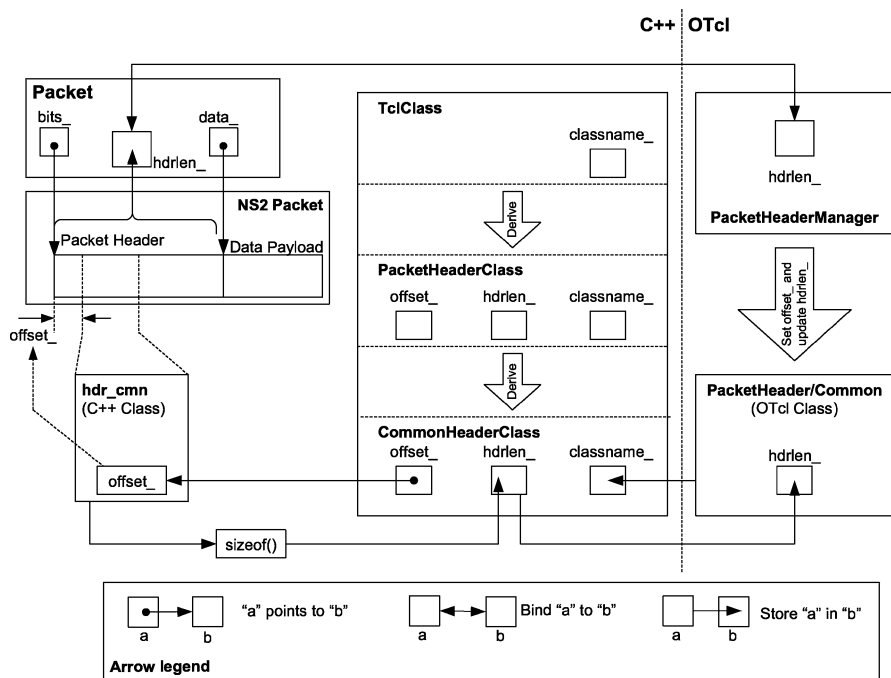 C++ OTcl
Packet
bits_
data_
hdrlen_
NS2 Packet
Packet Header
Data Payload
offset_
hdr_cmn
(C++ Class)
offset_
sizeof()
TclClass
classname_
Derive
PacketHeaderClass
offset_ hdrlen_ classname_
Derive
CommonHeaderClass
offset_ hdrlen_ classname_
hdrlen_
PacketHeaderManager
Set offset_ and
update hdrlen_
PacketHeader/Common
(OTcl Class)
hdrlen_
a b "a" points to "b"
a b Bind "a" to "b"
a b Store "a" in "b"
Arrow legend